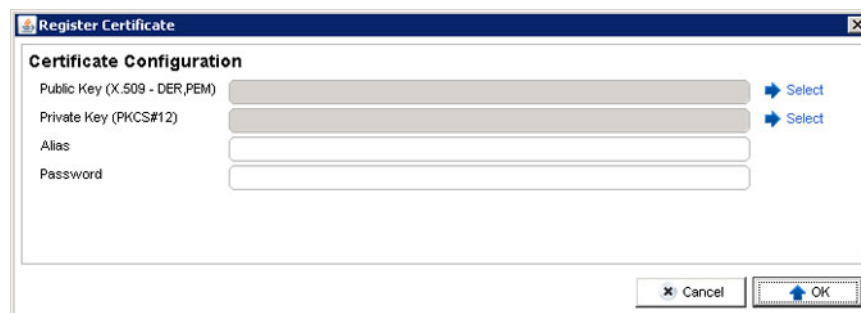 Register Certificate
Certificate Configuration
Public Key (X.509 - DER,PEM)
Select
Private Key (PKCS#12)
Select
Alias
Password
Cancel
OK